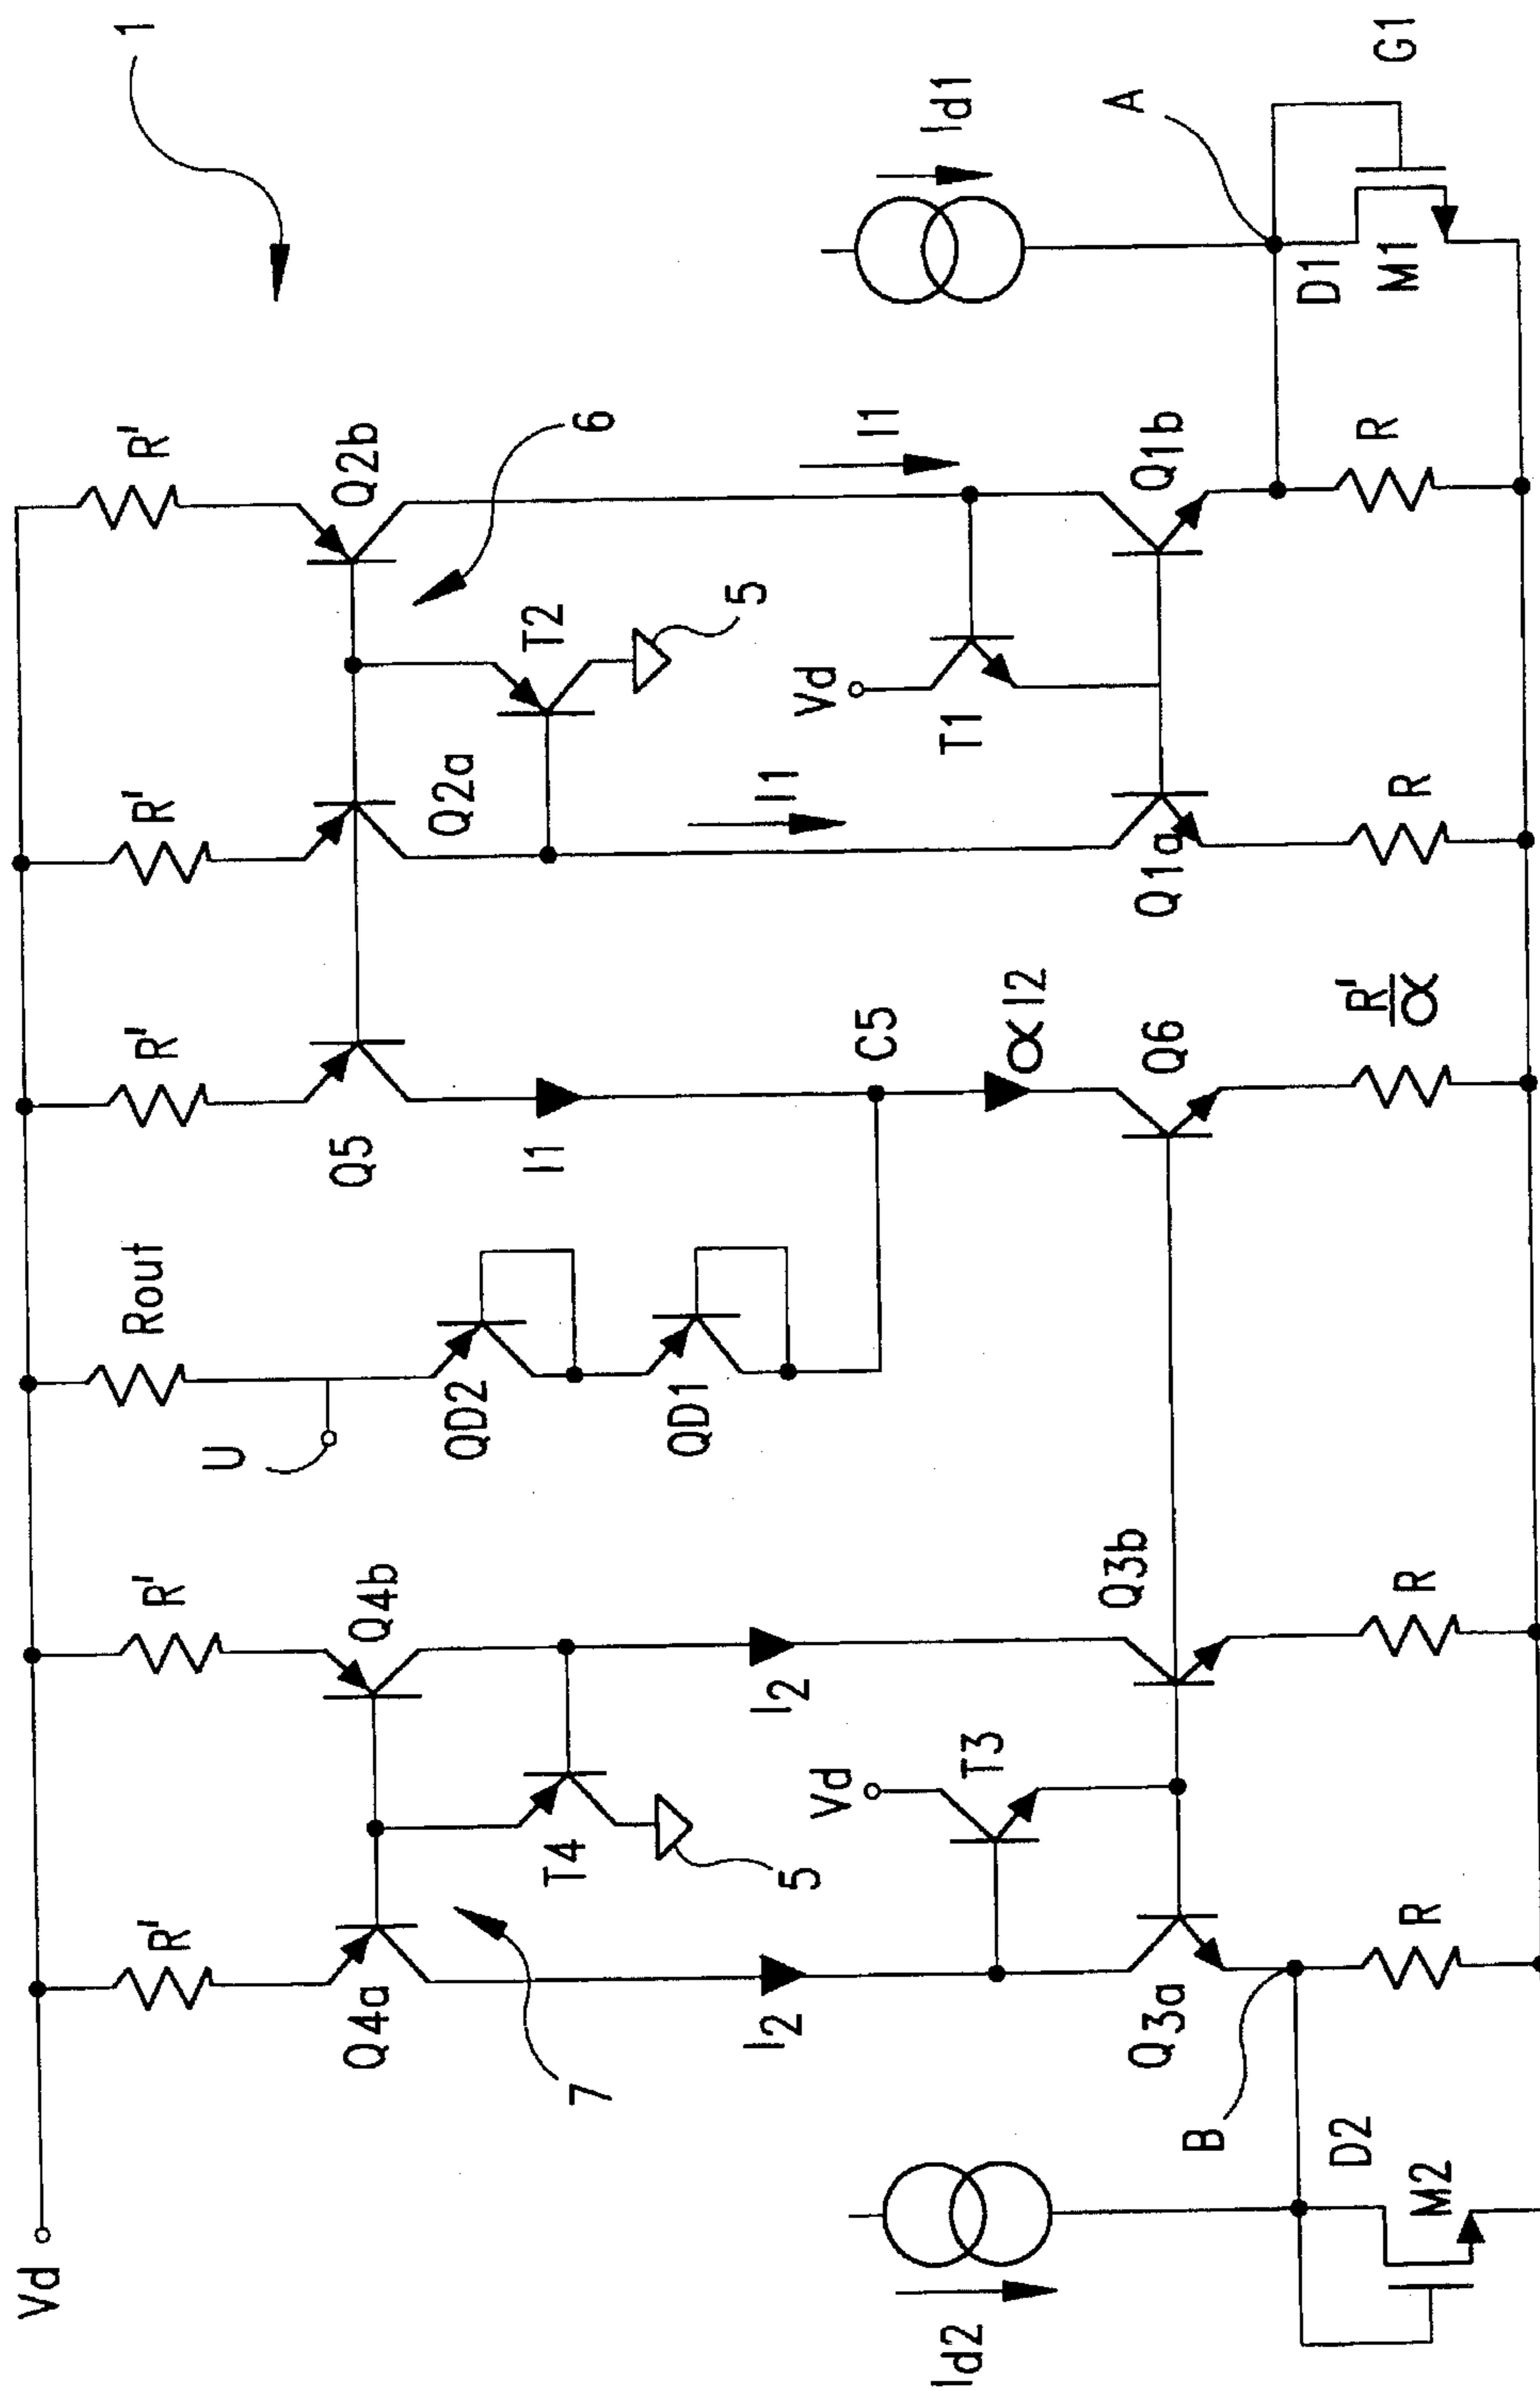 1
Vd
R'
R'
Rout
R'
R'
R'
U
Q4a
Q4b
Q5
Q2a
Q2b
QD2
6
7
T4
I1
T2
QD1
5
5
I2
I2
I1
I1
Vd
Vd
C5
Id2
T3
αI2
T1
Id1
A
B
Q3a
Q3b
Q6
Q1a
Q1b
D2
D1
M2
R
R
R'
α
R
R
M1
G1